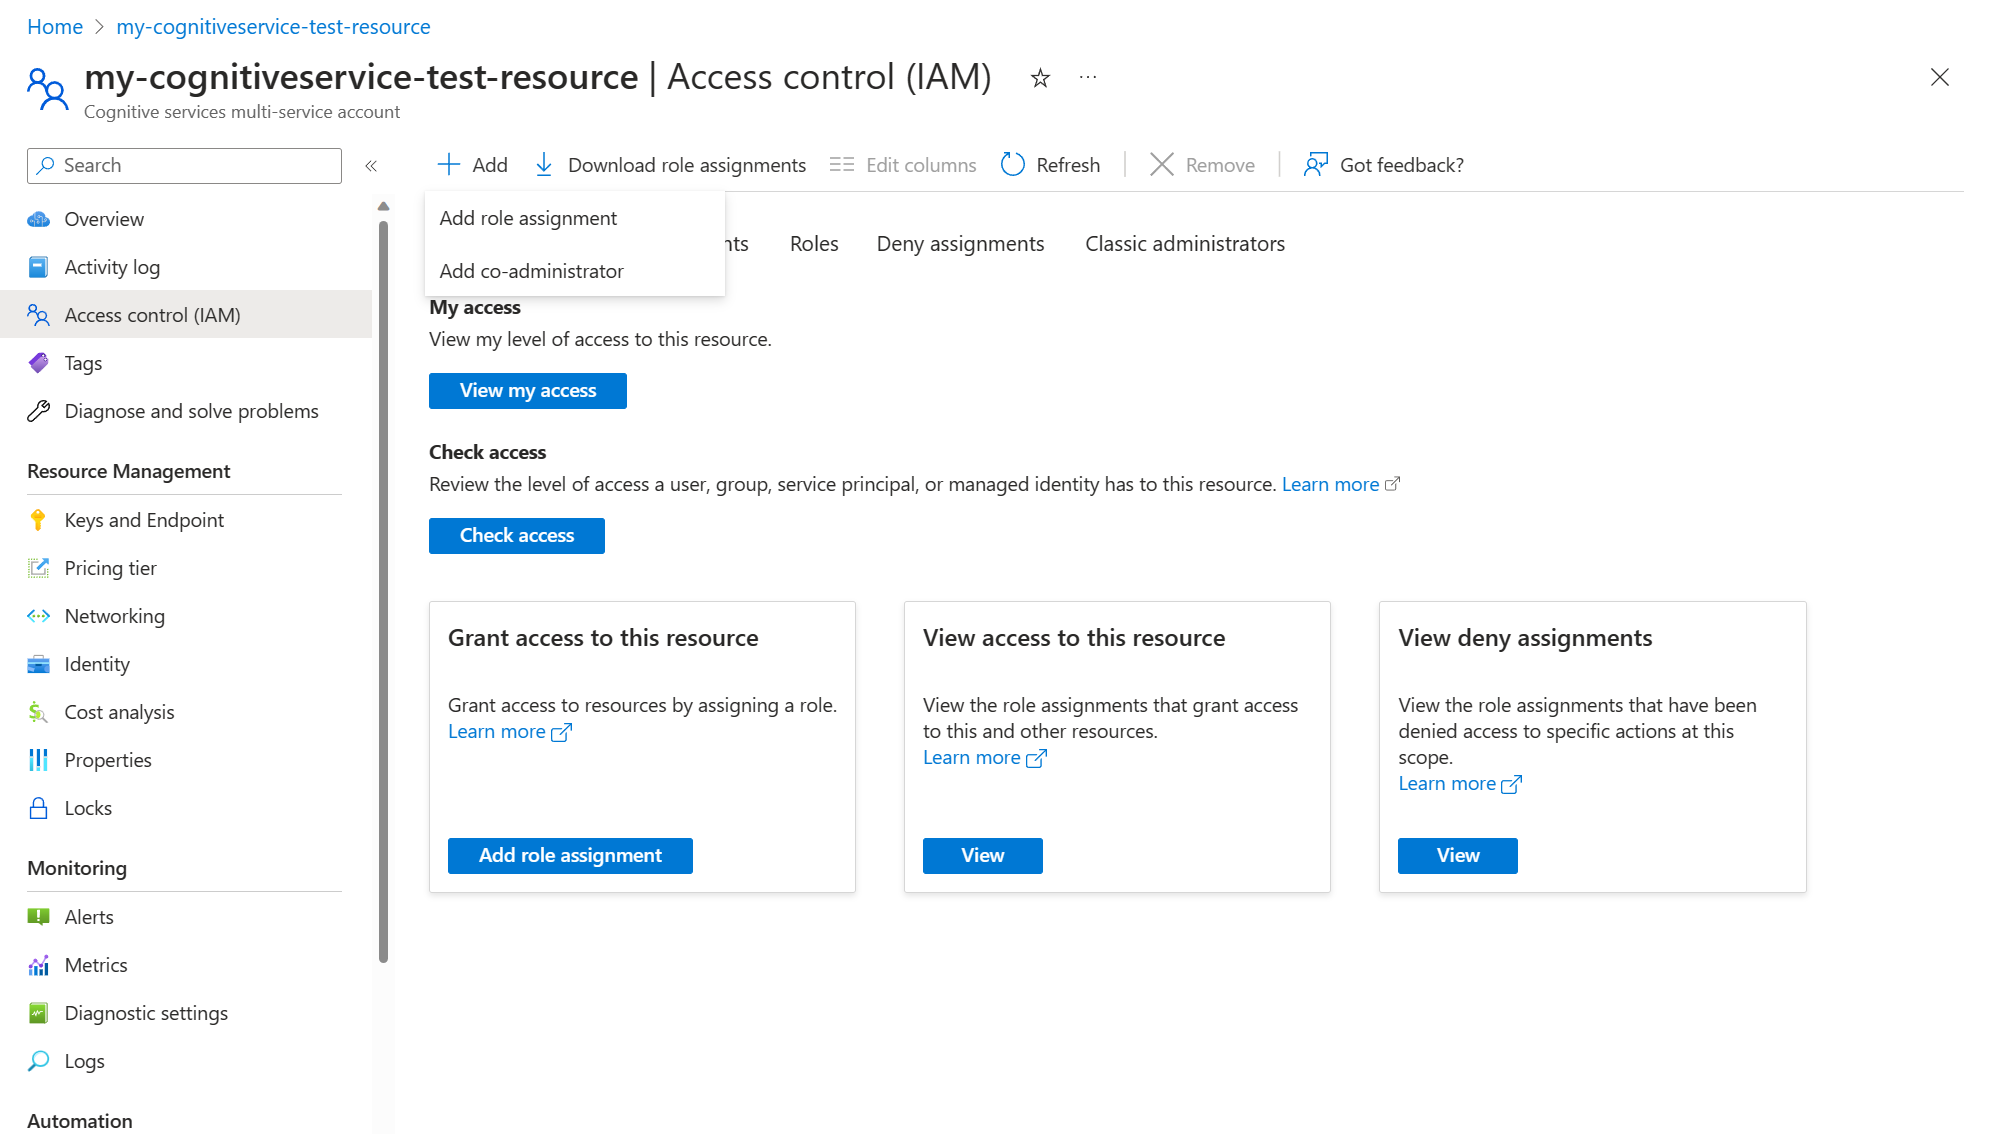 Home > my-cognitiveservice-test-resource
my-cognitiveservice-test-resource | Access control (IAM)
Cognitive services multi-service account
Search
Overview
Activity log
Access control (IAM)
Tags
Diagnose and solve problems
Resource Management
Keys and Endpoint
Pricing tier
Networking
Identity
Cost analysis
Properties
Locks
Monitoring
Alerts
Metrics
Diagnostic settings
Logs
Automation
Add Download role assignments Edit columns Refresh Remove Got feedback?
Add role assignment
Add co-administrator
Roles Deny assignments Classic administrators
My access
View my level of access to this resource.
View my access
Check access
Review the level of access a user, group, service principal, or managed identity has to this resource. Learn more
Check access
Grant access to this resource
Grant access to resources by assigning a role.
Learn more
Add role assignment
View access to this resource
View the role assignments that grant access
to this and other resources.
Learn more
View
View deny assignments
View the role assignments that have been
denied access to specific actions at this
scope.
Learn more
View